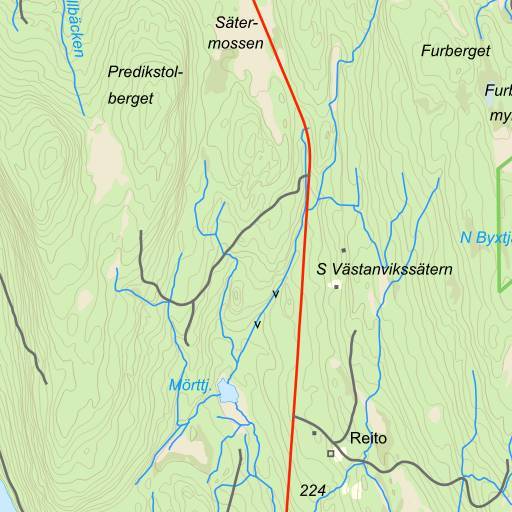 Säter-
mossen
Furberget
Predikstol-
berget
llbäcken
Furb
my
N Byxtj
S Västanvikssätern
v
v
Mörttj.
Reito
224